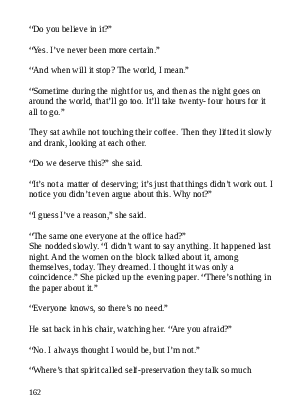 “Do you believe in it?”
“Yes. I’ve never been more certain.”
“And when will it stop? The world, I mean.”
“Sometime during the night for us, and then as the night goes on
around the world, that’ll go too. It’ll take twenty- four hours for it
all to go.”
They sat awhile not touching their coffee. Then they lifted it slowly
and drank, looking at each other.
“Do we deserve this?” she said.
“It’s not a matter of deserving; it’s just that things didn’t work out. I
notice you didn’t even argue about this. Why not?”
“I guess I’ve a reason,” she said.
“The same one everyone at the office had?”
She nodded slowly. “I didn’t want to say anything. It happened last
night. And the women on the block talked about it, among
themselves, today. They dreamed. I thought it was only a
coincidence.” She picked up the evening paper. “There’s nothing in
the paper about it.”
“Everyone knows, so there’s no need.”
He sat back in his chair, watching her. “Are you afraid?”
“No. I always thought I would be, but I’m not.”
“Where’s that spirit called self-preservation they talk so much
162